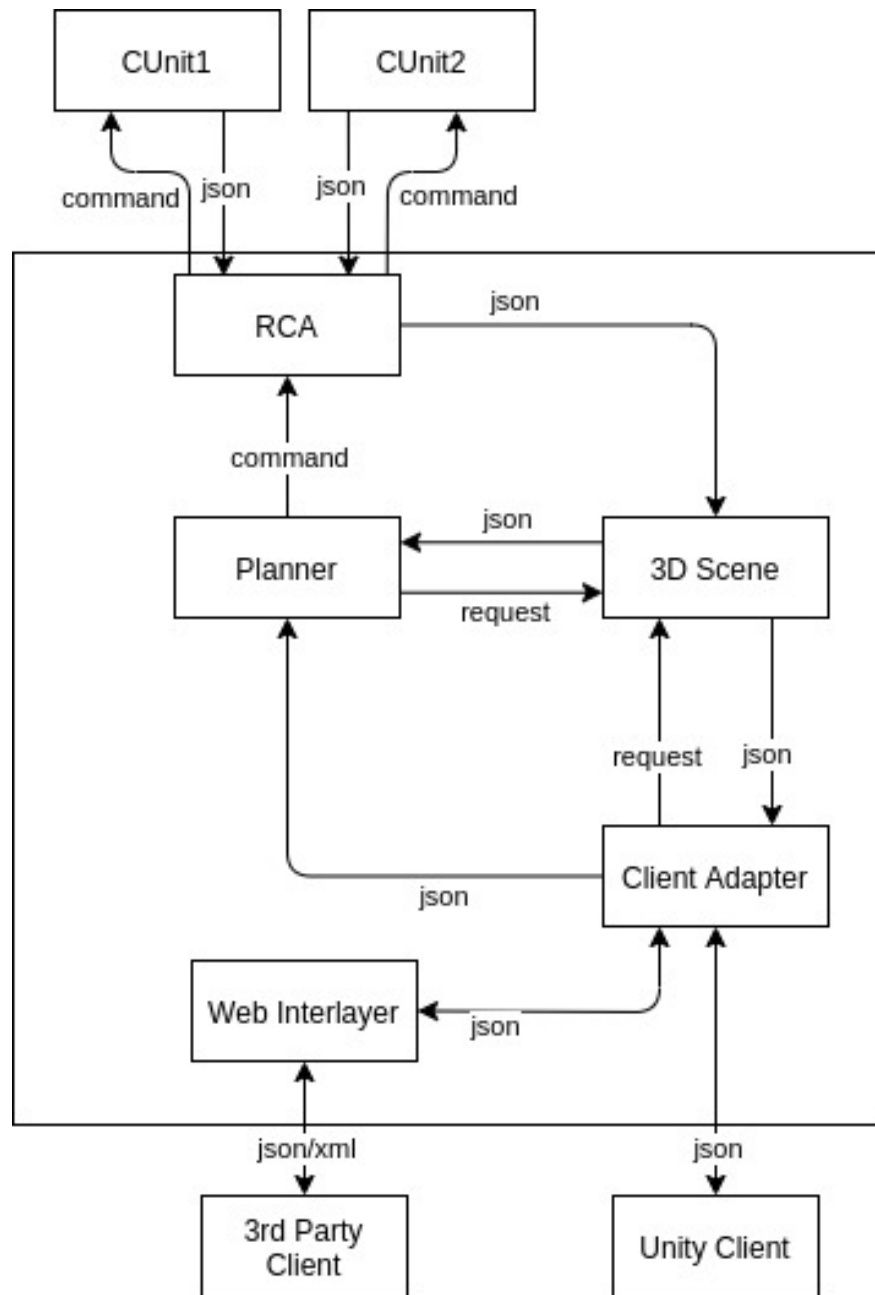 CUnit1
CUnit2
command
json
json
command
RCA
json
command
Planner
json
request
3D Scene
request
json
Client Adapter
json
Web Interlayer
json
json/xml
json
3rd Party
Client
Unity Client